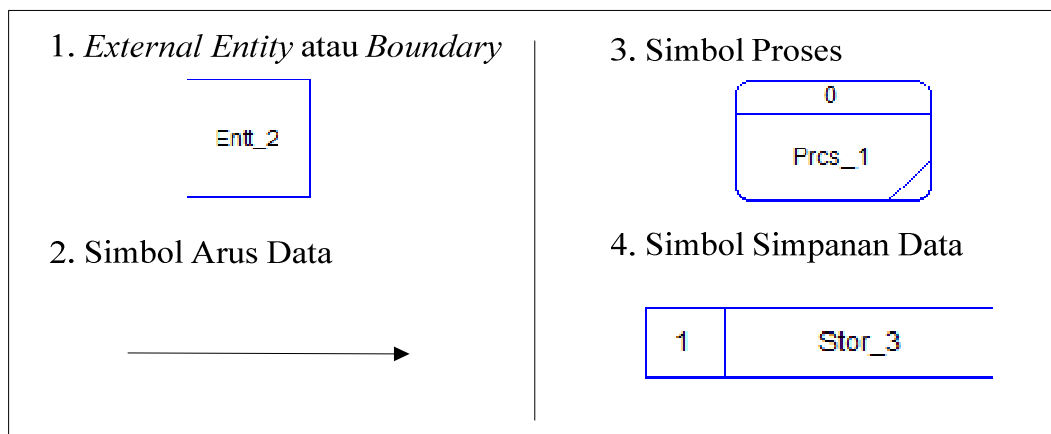 1. External Entity atau Boundary
Entt_2
2. Simbol Arus Data
3. Simbol Proses
0
Prcs_1
4. Simbol Simpanan Data
1 Stor_3